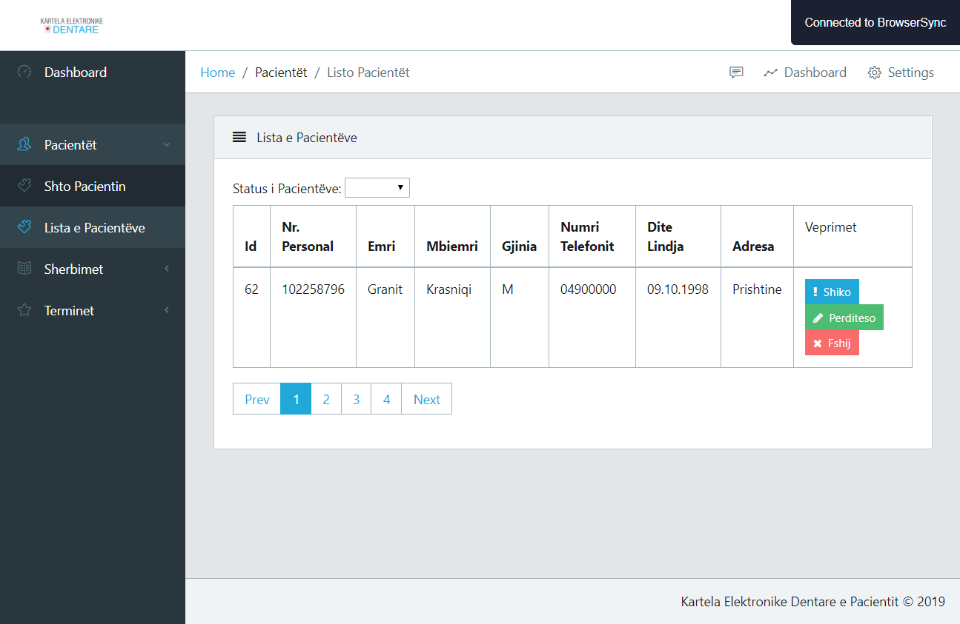 KARTELA ELEKTRONIKE
DENTARE
Connected to BrowserSync
Dashboard
Pacientët
Shto Pacientin
Lista e Pacientëve
Sherbimet
Terminet
Home / Pacientët / Listo Pacientët
Dashboard
Settings
Lista e Pacientëve
Status i Pacientëve:
Id Nr. Personal Emri Mbiemri Gjinia Numri Telefonit Dite Lindja Adresa Veprimet
62 102258796 Granit Krasniqi M 04900000 09.10.1998 Prishtine
Shiko
Perditeso
Fshij
Prev 1 2 3 4 Next
Kartela Elektronike Dentare e Pacientit © 2019